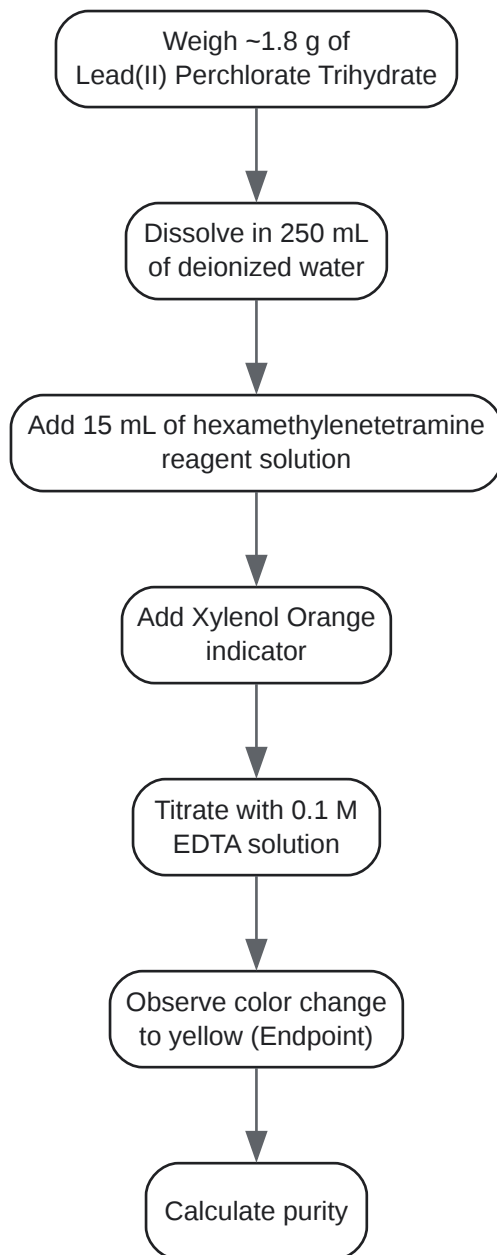 Weigh ~1.8 g of
Lead(II) Perchlorate Trihydrate
Dissolve in 250 mL
of deionized water
Add 15 mL of hexamethylenetetramine
reagent solution
Add Xylenol Orange
indicator
Titrate with 0.1 M
EDTA solution
Observe color change
to yellow (Endpoint)
Calculate purity